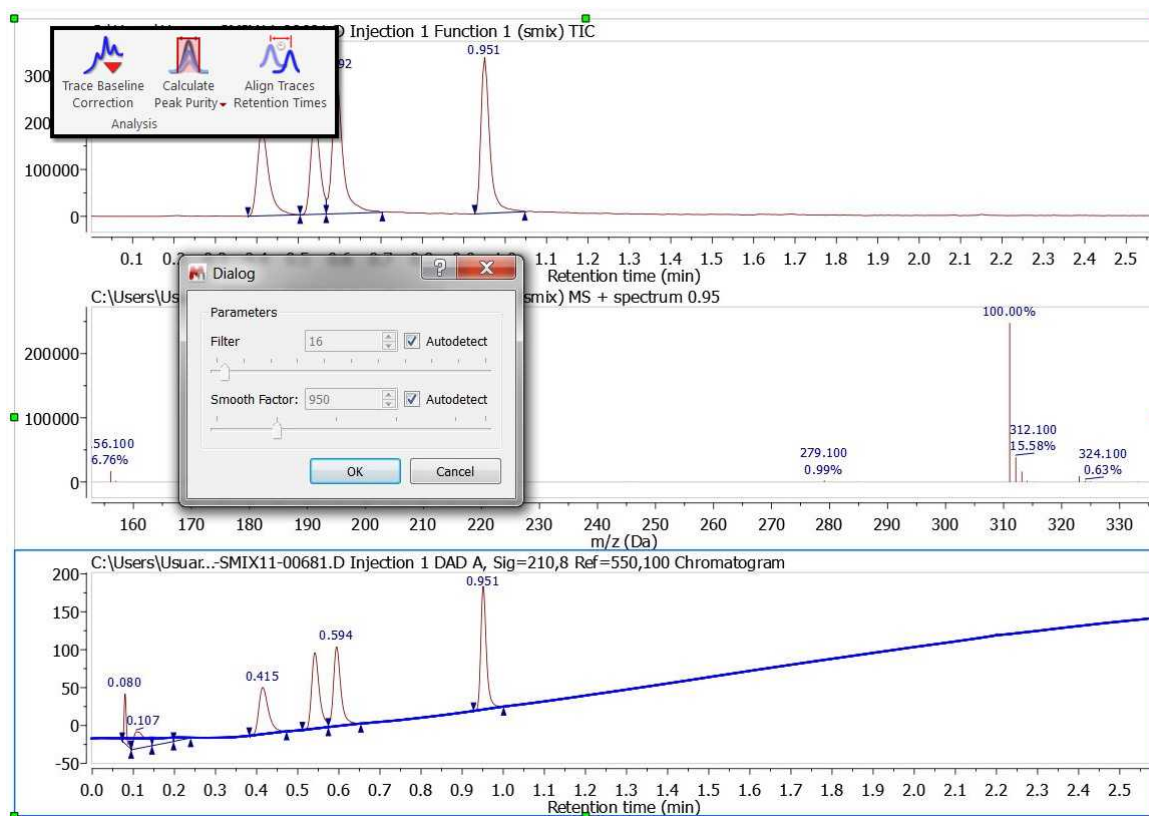 Injection 1 Function 1 (smix) TIC
Trace Baseline Correction
Calculate Peak Purity
Align Traces Retention Times
Analysis
0.951
100000
0
0.1 1.1 1.2 1.3 1.4 1.5 1.6 1.7 1.8 1.9 2.0 2.1 2.2 2.3 2.4 2.5
Retention time (min)
Dialog
Parameters
Filter 16 Autodetect
Smooth Factor: 950 Autodetect
OK Cancel
smix) MS + spectrum 0.95
200000
100000
0
100.00%
56.100
6.76%
279.100
0.99%
312.100
15.58%
324.100
0.63%
160 170 180 190 200 210 220 230 240 250 260 270 280 290 300 310 320 330
m/z (Da)
C:\Users\Usuar...-SMIX11-00681.D Injection 1 DAD A, Sig=210,8 Ref=550,100 Chromatogram
200
150
100
50
0
-50
0.080
0.107
0.415
0.594
0.951
0.0 0.1 0.2 0.3 0.4 0.5 0.6 0.7 0.8 0.9 1.0 1.1 1.2 1.3 1.4 1.5 1.6 1.7 1.8 1.9 2.0 2.1 2.2 2.3 2.4 2.5
Retention time (min)